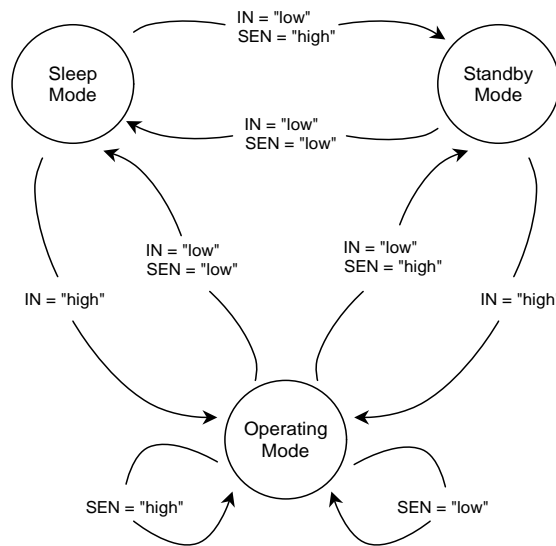 IN = "low"
SEN = "high"
Sleep
Mode
Standby
Mode
IN = "low"
SEN = "low"
IN = "low"
SEN = "low"
IN = "low"
SEN = "high"
IN = "high"
IN = "high"
Operating
Mode
SEN = "high"
SEN = "low"